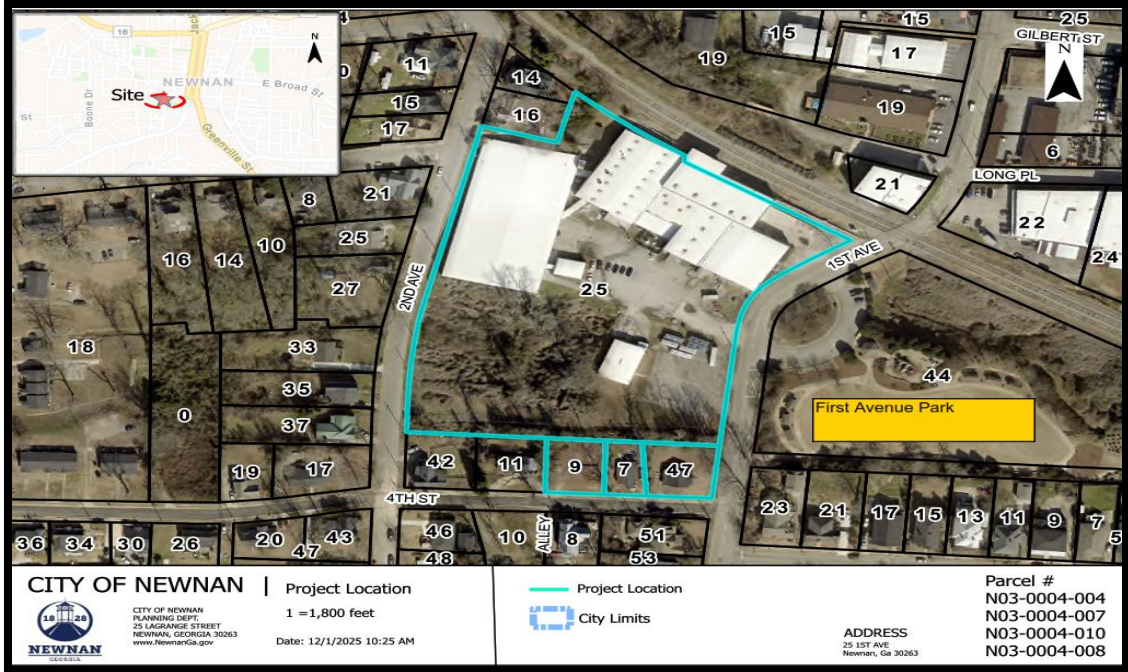 16
Jack
N
NEWNAN
E Broad St
Site
Boone Dr
St
Greenville St
4
0
11
15
17
14
16
19
15
15
17
19
25
GILBERT ST
N
6
LONG PL
21
22
24
8
21
16
14
10
25
27
2ND AVE
25
1ST AVE
18
33
35
0
37
44
First Avenue Park
19
17
42
11
9
7
47
4TH ST
23
21
17
15
13
11
9
7
5
36
34
30
26
20
47
43
46
48
10
ALLEY
8
51
53
CITY OF NEWNAN | Project Location
1 =1,800 feet
Date: 12/1/2025 10:25 AM
18 28
NEWNAN
GEORGIA
CITY OF NEWNAN
PLANNING DEPT.
25 LAGRANGE STREET
NEWNAN, GEORGIA 30263
www.NewnanGa.gov
Project Location
City Limits
ADDRESS
25 1ST AVE
Newnan, Ga 30263
Parcel #
N03-0004-004
N03-0004-007
N03-0004-010
N03-0004-008